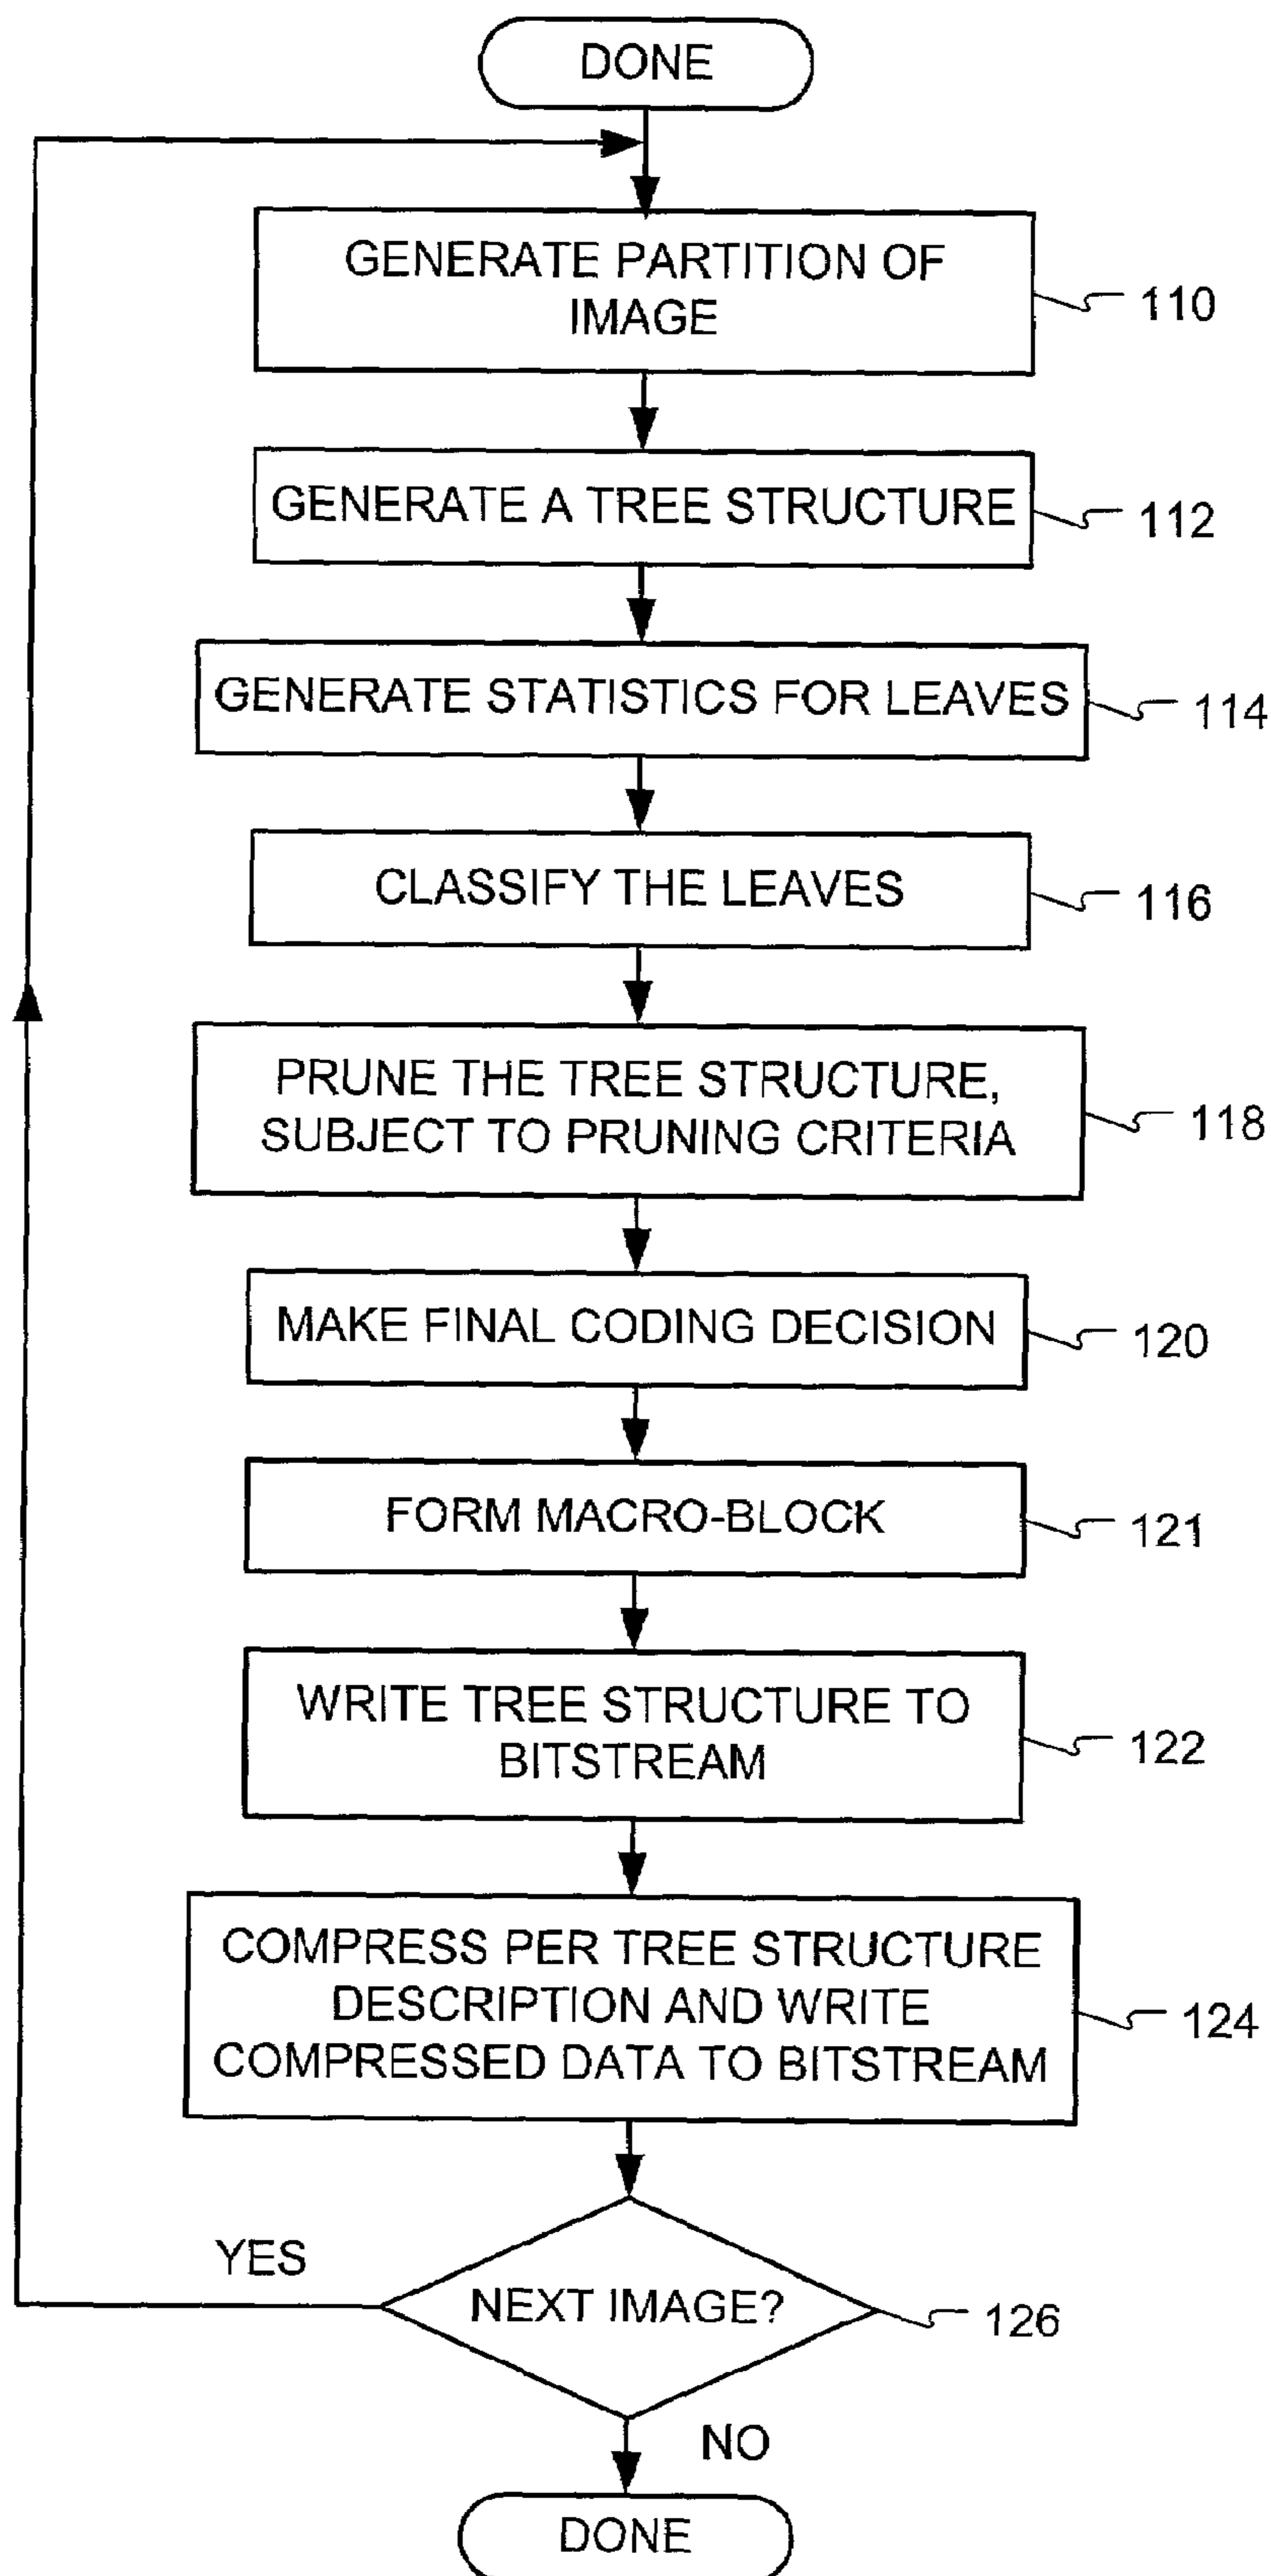 DONE
GENERATE PARTITION OF
IMAGE
110
GENERATE A TREE STRUCTURE
112
GENERATE STATISTICS FOR LEAVES
114
CLASSIFY THE LEAVES
116
PRUNE THE TREE STRUCTURE,
SUBJECT TO PRUNING CRITERIA
118
MAKE FINAL CODING DECISION
120
FORM MACRO-BLOCK
121
WRITE TREE STRUCTURE TO
BITSTREAM
122
COMPRESS PER TREE STRUCTURE
DESCRIPTION AND WRITE
COMPRESSED DATA TO BITSTREAM
124
YES
NEXT IMAGE?
126
NO
DONE